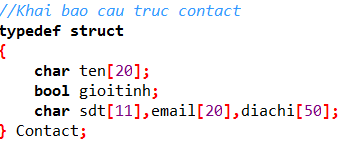 //Khai bao cau truc contact
typedef struct
{
    char ten[20];
    bool gioitinh;
    char sdt[11],email[20],diachi[50];
} Contact;